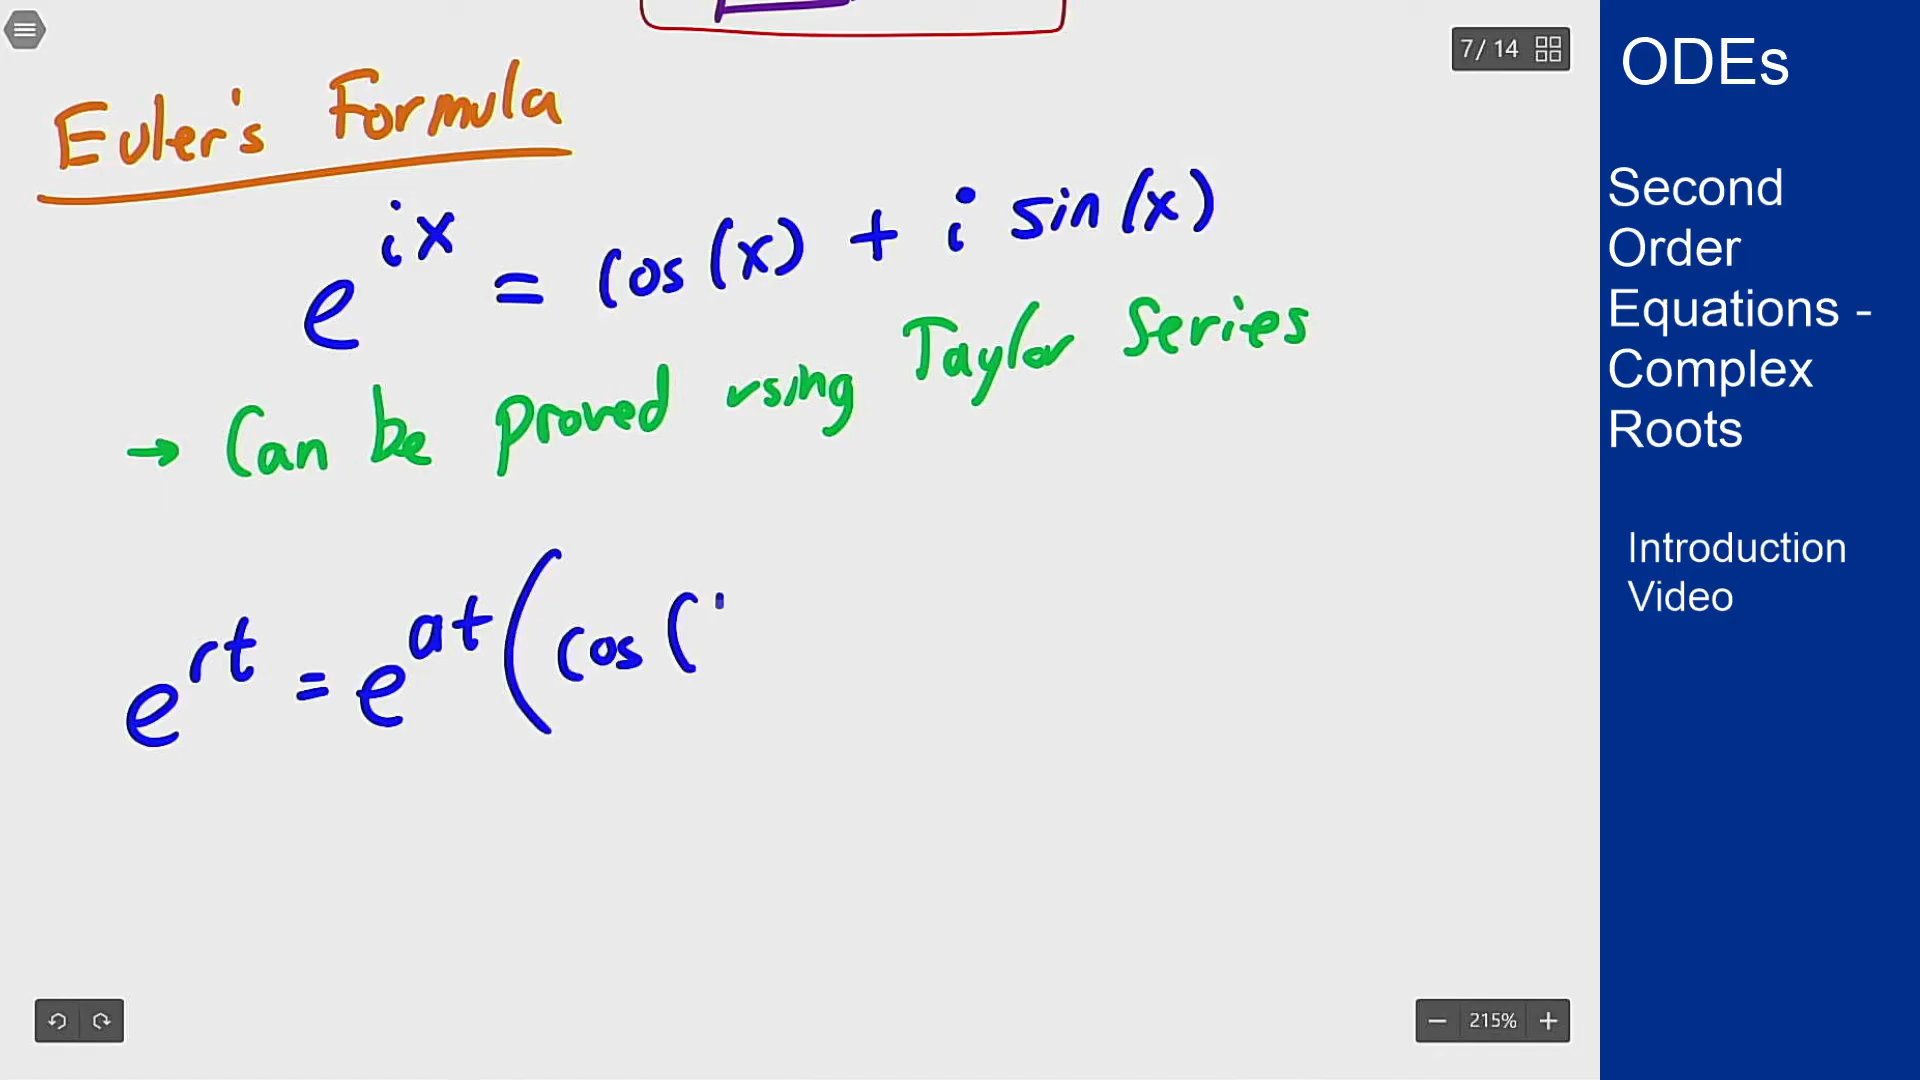 7 / 14
Euler's Formula
e^{ix} = cos(x) + i sin(x)
→ Can be proved using Taylor Series
e^{rt} = e^{at}(cos(
215%
ODEs
Second
Order
Equations -
Complex
Roots
Introduction
Video